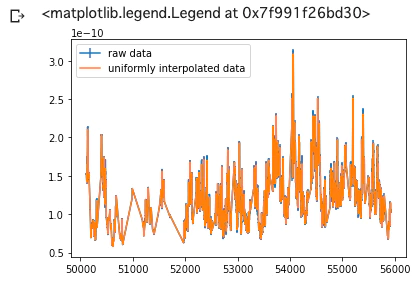 <matplotlib.legend.Legend at 0x7f991f26bd30>
1e−10
raw data
uniformly interpolated data
3.0
2.5
2.0
1.5
1.0
0.5
50000 51000 52000 53000 54000 55000 56000